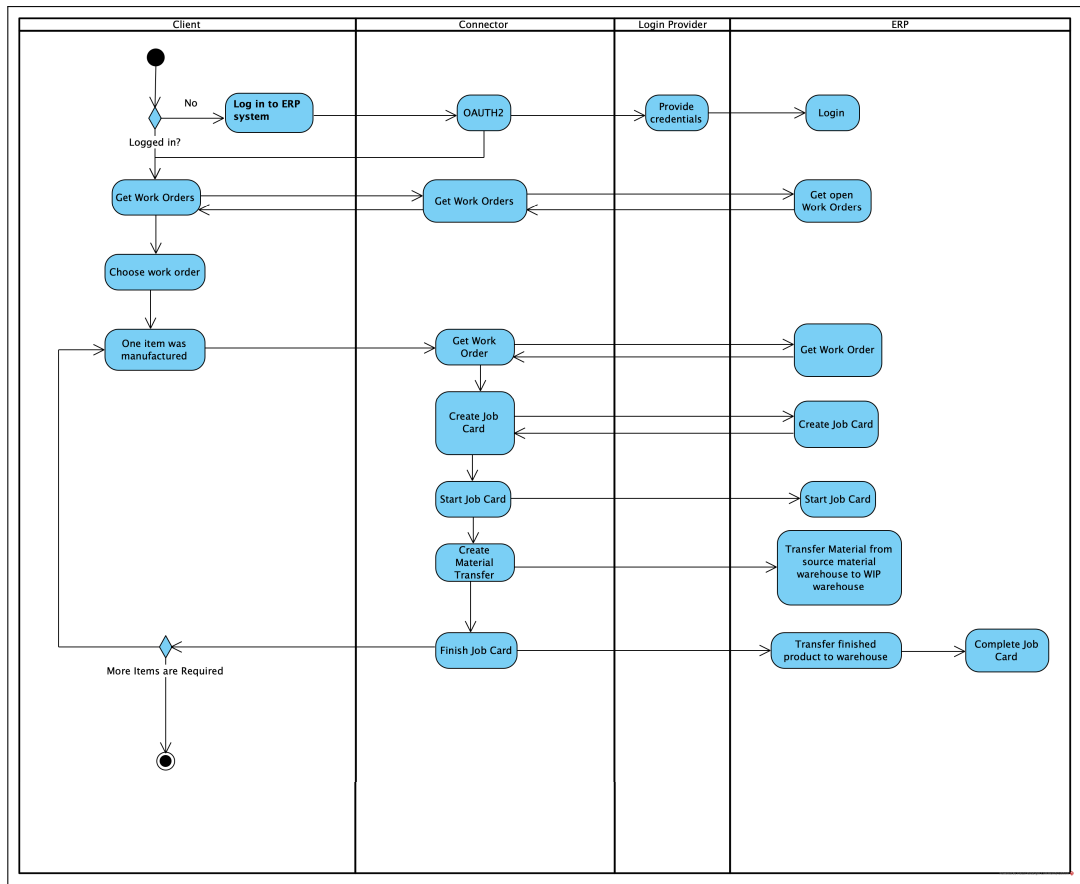 Client
Connector
Login Provider
ERP
No
Log in to ERP
system
OAUTH2
Provide
credentials
Login
Logged in?
Get Work Orders
Get Work Orders
Get open
Work Orders
Choose work order
One item was
manufactured
Get Work
Order
Get Work Order
Create Job
Card
Create Job Card
Start Job Card
Start Job Card
Create
Material
Transfer
Transfer Material from
source material
warehouse to WIP
warehouse
Finish Job Card
Transfer finished
product to warehouse
Complete Job
Card
More Items are Required